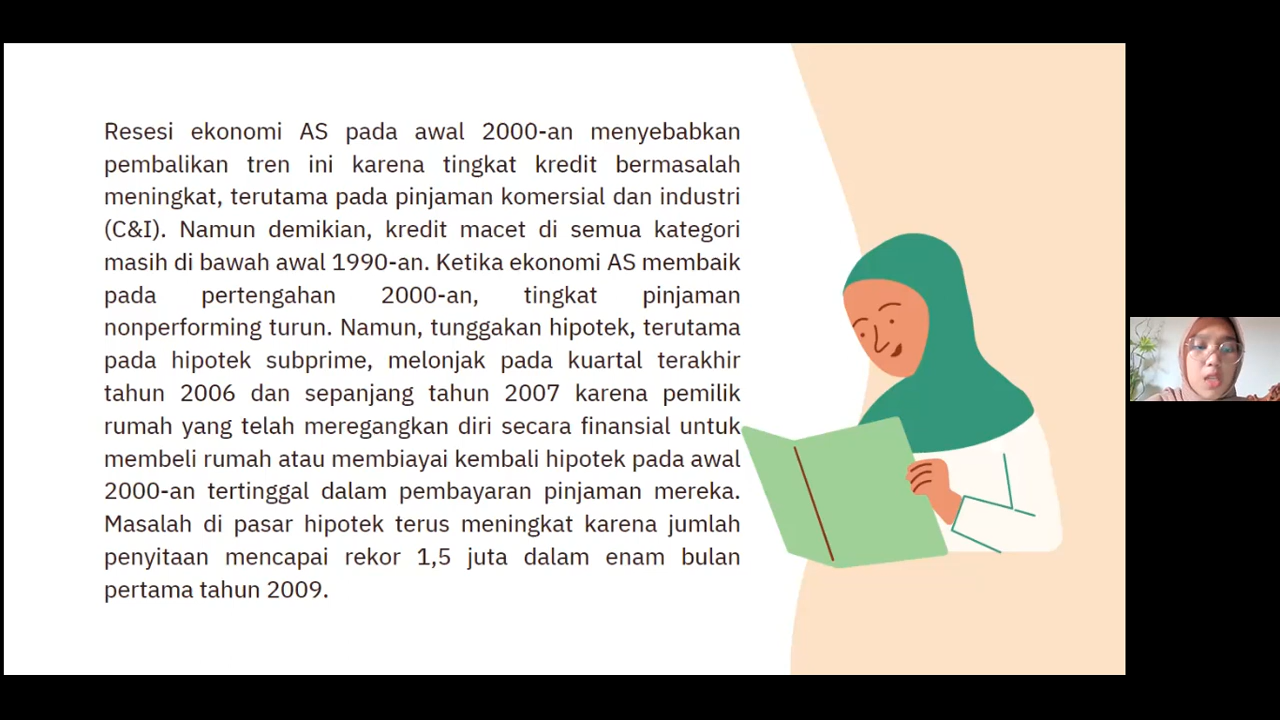 Resesi ekonomi AS pada awal 2000-an menyebabkan
pembalikan tren ini karena tingkat kredit bermasalah
meningkat, terutama pada pinjaman komersial dan industri
(C&I). Namun demikian, kredit macet di semua kategori
masih di bawah awal 1990-an. Ketika ekonomi AS membaik
pada pertengahan 2000-an, tingkat pinjaman
nonperforming turun. Namun, tunggakan hipotek, terutama
pada hipotek subprime, melonjak pada kuartal terakhir
tahun 2006 dan sepanjang tahun 2007 karena pemilik
rumah yang telah meregangkan diri secara finansial untuk
membeli rumah atau membiayai kembali hipotek pada awal
2000-an tertinggal dalam pembayaran pinjaman mereka.
Masalah di pasar hipotek terus meningkat karena jumlah
penyitaan mencapai rekor 1,5 juta dalam enam bulan
pertama tahun 2009.